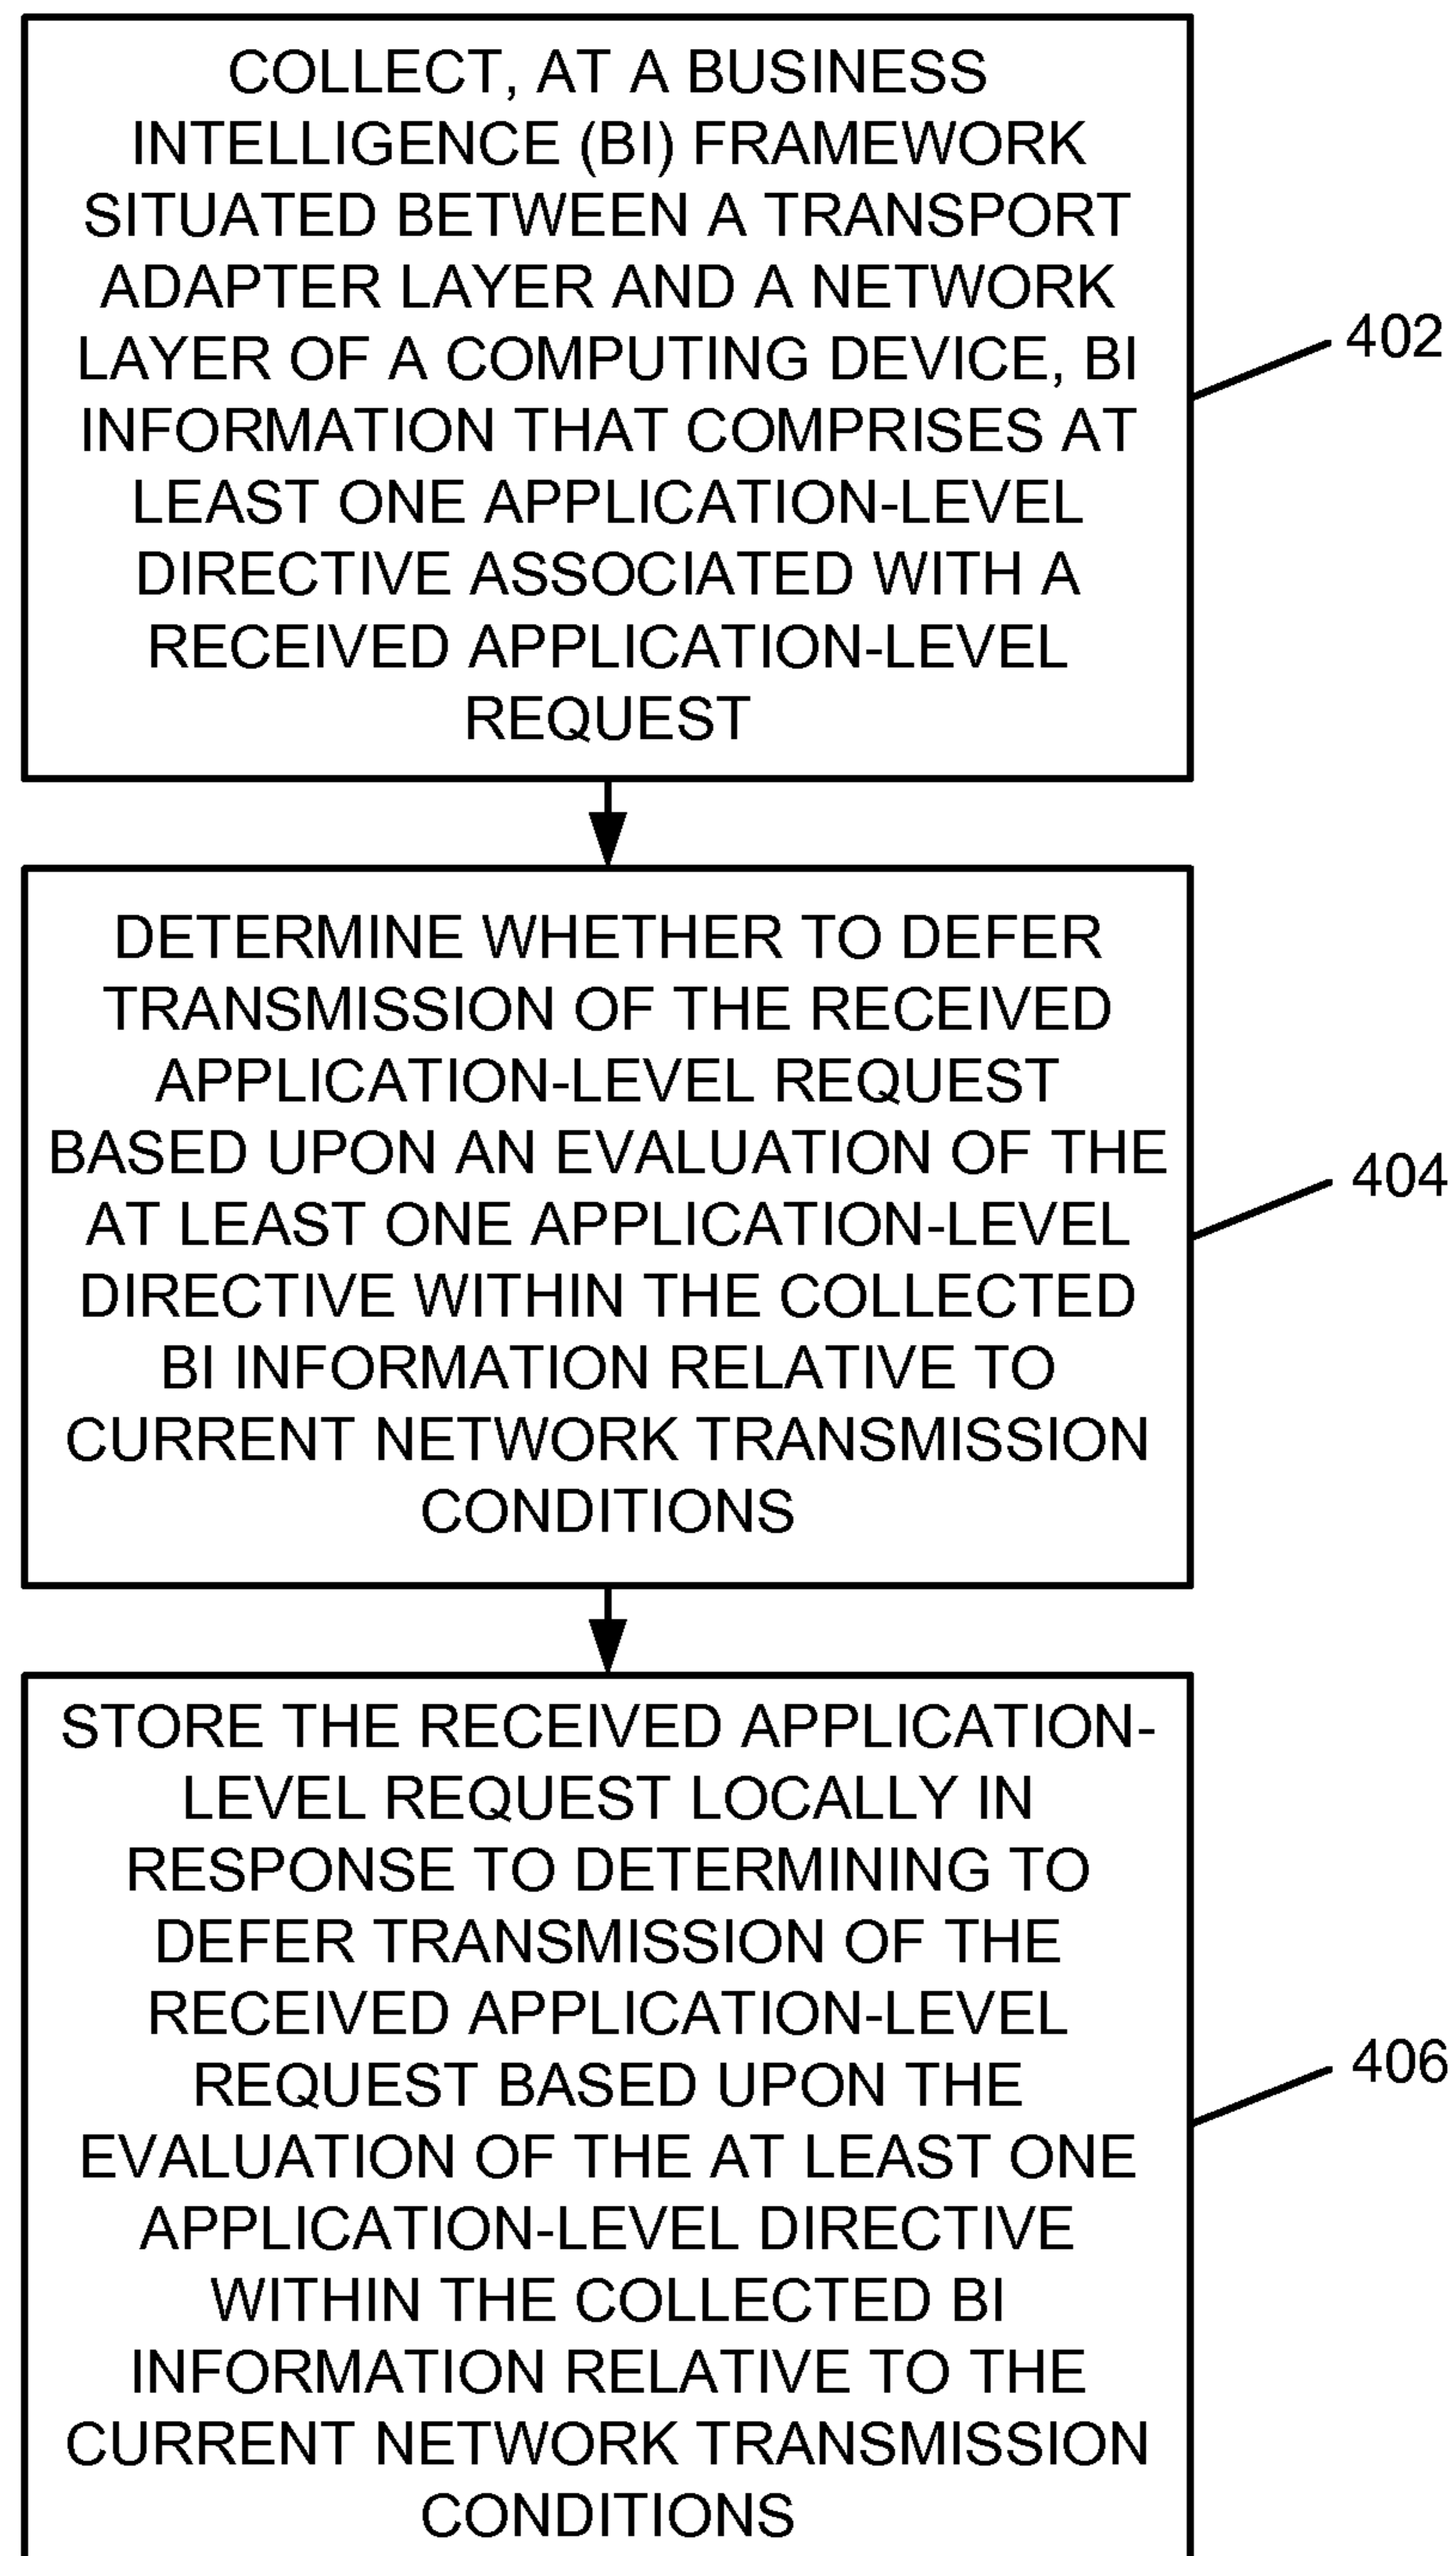 COLLECT, AT A BUSINESS
INTELLIGENCE (BI) FRAMEWORK
SITUATED BETWEEN A TRANSPORT
ADAPTER LAYER AND A NETWORK
LAYER OF A COMPUTING DEVICE, BI
INFORMATION THAT COMPRISES AT
LEAST ONE APPLICATION-LEVEL
DIRECTIVE ASSOCIATED WITH A
RECEIVED APPLICATION-LEVEL
REQUEST
402
DETERMINE WHETHER TO DEFER
TRANSMISSION OF THE RECEIVED
APPLICATION-LEVEL REQUEST
BASED UPON AN EVALUATION OF THE
AT LEAST ONE APPLICATION-LEVEL
DIRECTIVE WITHIN THE COLLECTED
BI INFORMATION RELATIVE TO
CURRENT NETWORK TRANSMISSION
CONDITIONS
404
STORE THE RECEIVED APPLICATION-
LEVEL REQUEST LOCALLY IN
RESPONSE TO DETERMINING TO
DEFER TRANSMISSION OF THE
RECEIVED APPLICATION-LEVEL
REQUEST BASED UPON THE
EVALUATION OF THE AT LEAST ONE
APPLICATION-LEVEL DIRECTIVE
WITHIN THE COLLECTED BI
INFORMATION RELATIVE TO THE
CURRENT NETWORK TRANSMISSION
CONDITIONS
406